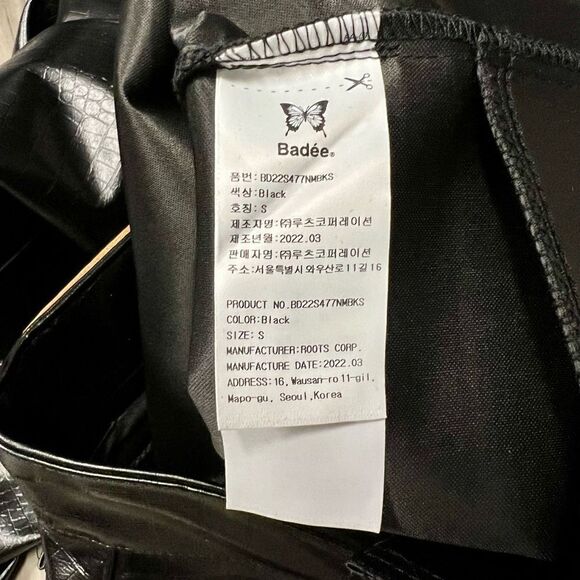 Badée®
품번:BD22S477NMBKS
색상:Black
호칭:S
제조자명:㈜루츠코퍼레이션
제조년월:2022.03
판매자명:㈜루츠코퍼레이션
주소:서울특별시 와우산로11길 16
PRODUCT NO.BD22S477NMBKS
COLOR:Black
SIZE: S
MANUFACTURER:ROOTS CORP.
MANUFACTURE DATE:2022.03
ADDRESS:16, Wausan-ro 11-gil,
Mapo-gu, Seoul,Korea